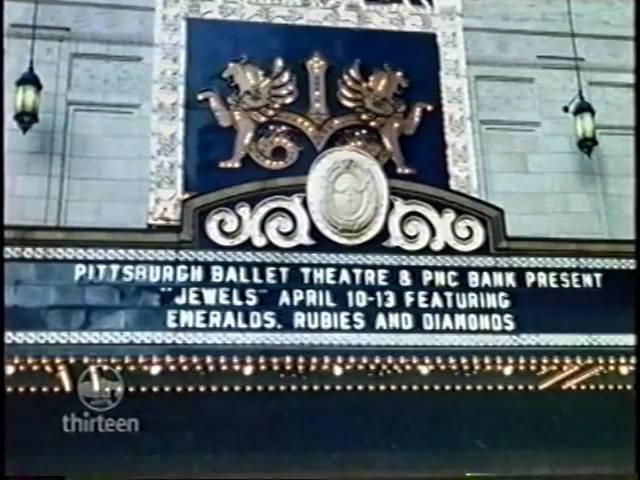 PITTSBURGH BALLET THEATRE & PNC BANK PRESENT
"JEWELS" APRIL 10-13 FEATURING
EMERALDS, RUBIES AND DIAMONDS
thirteen